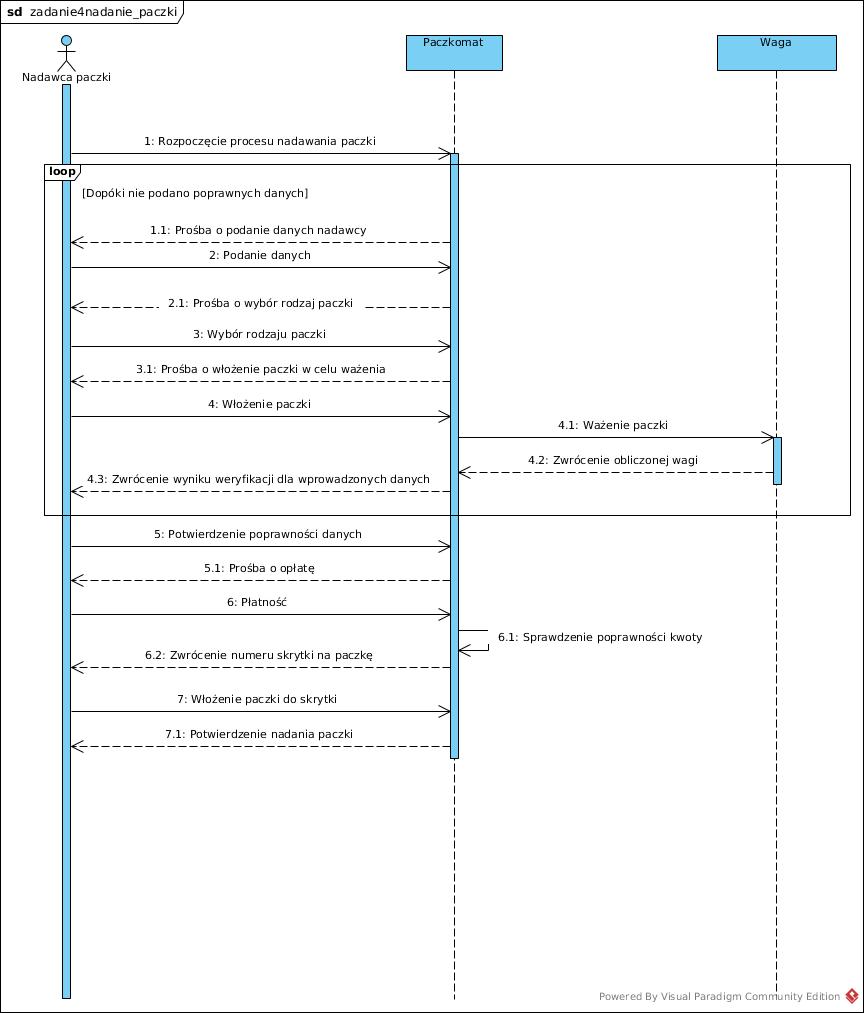 sd zadanie4nadanie_paczki
Nadawca paczki
Paczkomat
Waga
1: Rozpoczęcie procesu nadawania paczki
loop
[Dopóki nie podano poprawnych danych]
1.1: Prośba o podanie danych nadawcy
2: Podanie danych
2.1: Prośba o wybór rodzaj paczki
3: Wybór rodzaju paczki
3.1: Prośba o włożenie paczki w celu ważenia
4: Włożenie paczki
4.1: Ważenie paczki
4.2: Zwrócenie obliczonej wagi
4.3: Zwrócenie wyniku weryfikacji dla wprowadzonych danych
5: Potwierdzenie poprawności danych
5.1: Prośba o opłatę
6: Płatność
6.1: Sprawdzenie poprawności kwoty
6.2: Zwrócenie numeru skrytki na paczkę
7: Włożenie paczki do skrytki
7.1: Potwierdzenie nadania paczki
Powered By Visual Paradigm Community Edition